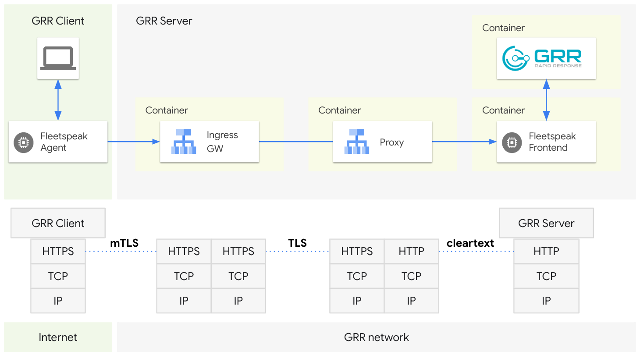 GRR Client
GRR Server
Container
GRR
RAPID RESPONSE
Container
Container
Container
Fleetspeak
Agent
Ingress
GW
Proxy
Fleetspeak
Frontend
GRR Client
GRR Server
mTLS
TLS
cleartext
HTTPS
HTTPS
HTTPS
HTTPS
HTTP
HTTP
TCP
TCP
TCP
TCP
TCP
TCP
IP
IP
IP
IP
IP
IP
Internet
GRR network